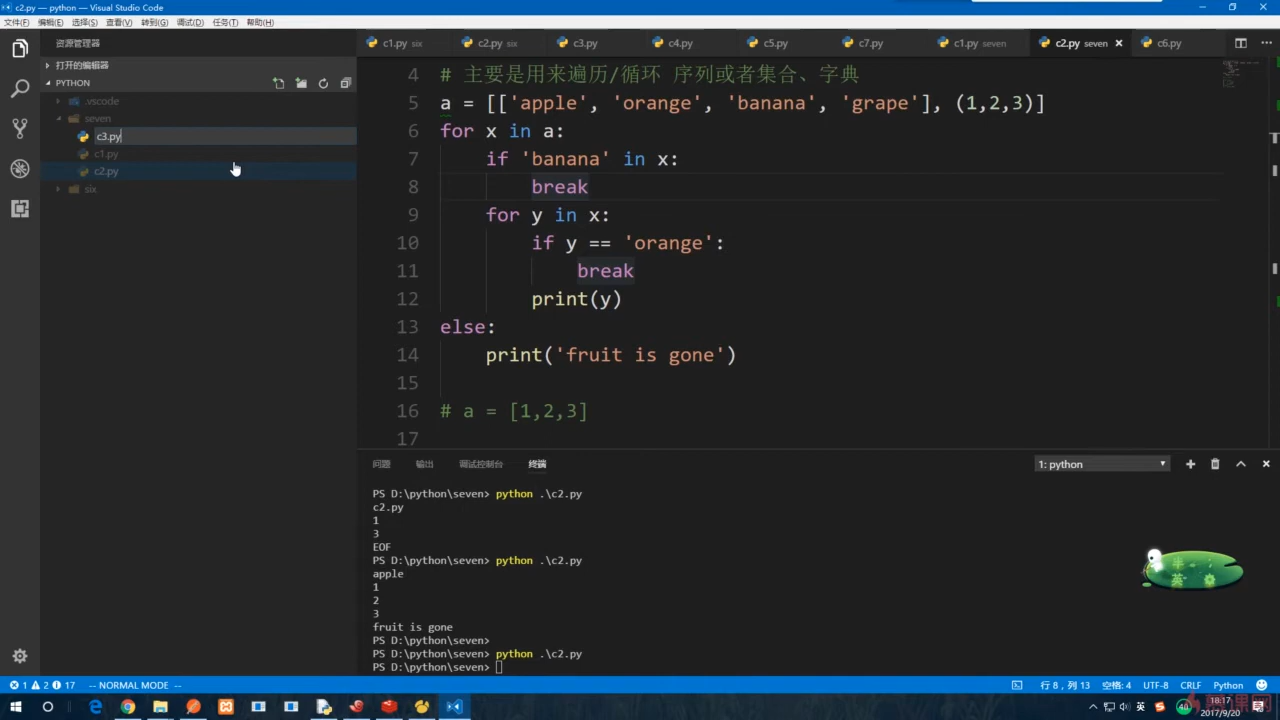 c2.py — python — Visual Studio Code
文件(F) 编辑(E) 选择(S) 查看(V) 转到(G) 调试(D) 任务(T) 帮助(H)
资源管理器
打开的编辑器
PYTHON
.vscode
seven
c3.py
c1.py
c2.py
six
c1.py six c2.py six c3.py c4.py c5.py c7.py c1.py seven c2.py seven c6.py
4 # 主要是用来遍历/循环 序列或者集合、字典
5 a = [['apple', 'orange', 'banana', 'grape'], (1,2,3)]
6 for x in a:
7 if 'banana' in x:
8 break
9 for y in x:
10 if y == 'orange':
11 break
12 print(y)
13 else:
14 print('fruit is gone')
15
16 # a = [1,2,3]
17
问题 输出 调试控制台 终端 1: python
PS D:\python\seven> python .\c2.py
c2.py
1
3
EOF
PS D:\python\seven> python .\c2.py
apple
1
2
3
fruit is gone
PS D:\python\seven>
PS D:\python\seven> python .\c2.py
PS D:\python\seven>
1 2 17 -- NORMAL MODE -- 行 8，列 13 空格: 4 UTF-8 CRLF Python
英 18:17
2017/9/20